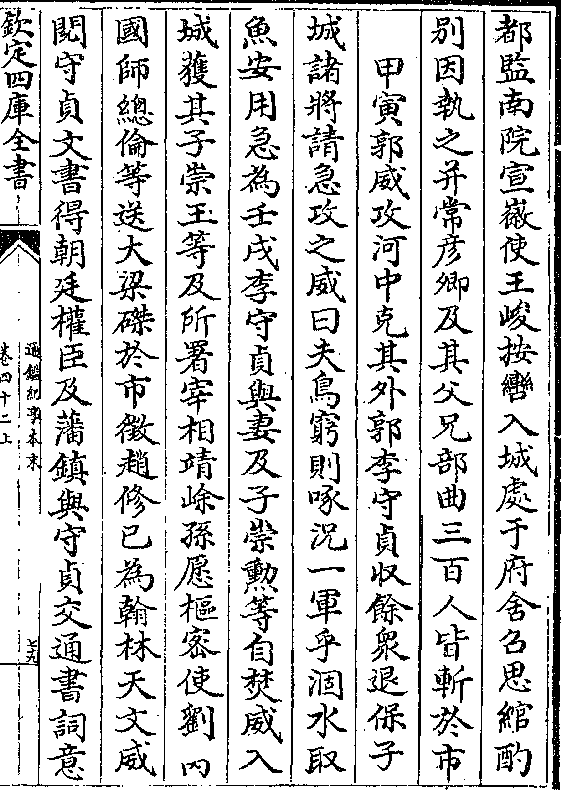 都監南院宣徽使王峻按轡入城處于府舍召思綰酌
别因執之并常彦卿及其父兄部曲三百人皆斬於市
甲寅郭威攻河中克其外郭李守貞収餘衆退保子
城諸將請急攻之威曰夫鳥窮則啄況一軍乎涸水取
魚安用急為壬戌李守貞與妻及子崇勲等自焚威入
城獲其子崇玉等及所署宰相靖㟮孫愿樞密使劉芮
國師總倫等送大梁磔於市徵趙修已為翰林天文威
閲守貞文書得朝廷權臣及藩鎮與守貞交通書詞意
欽定四庫全書
通鑑紀事本末
卷四十二上